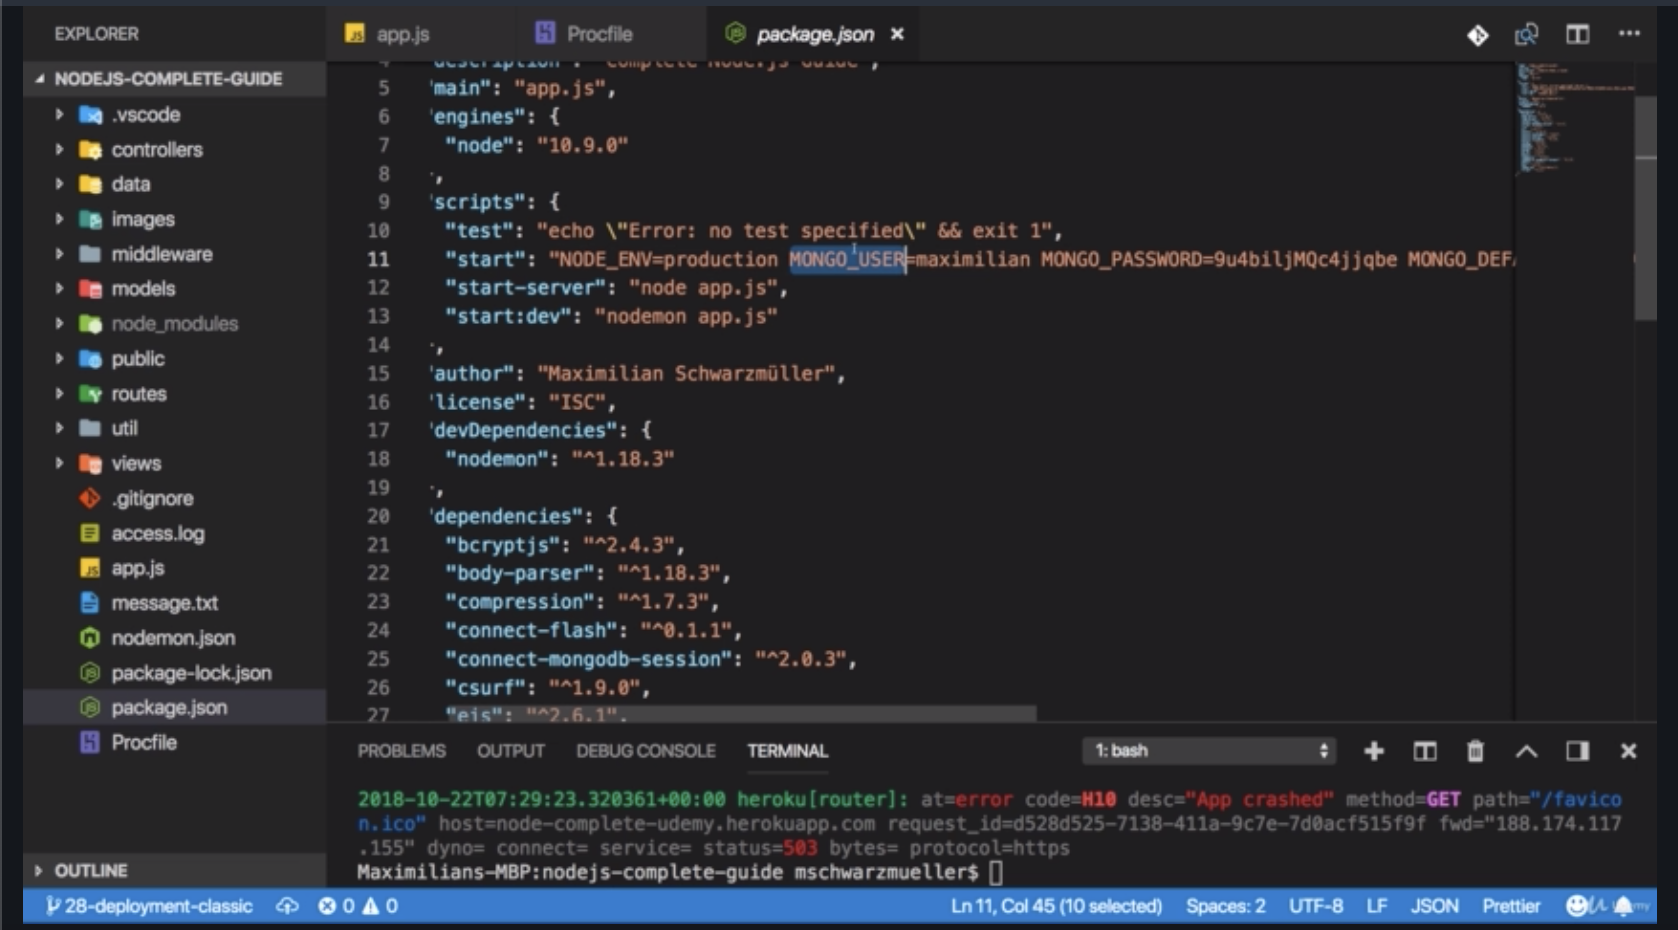 EXPLORER
app.js
Procfile
package.json
NODEJS-COMPLETE-GUIDE
.vscode
controllers
data
images
middleware
models
node_modules
public
routes
util
views
.gitignore
access.log
app.js
message.txt
nodemon.json
package-lock.json
package.json
Procfile
OUTLINE
4 description": "Complete Node.js Guide",
5 'main": "app.js",
6 'engines": {
7 "node": "10.9.0"
8 ,
9 'scripts": {
10 "test": "echo \"Error: no test specified\" && exit 1",
11 "start": "NODE_ENV=production MONGO_USER=maximilian MONGO_PASSWORD=9u4biljMQc4jjqbe MONGO_DEFA
12 "start-server": "node app.js",
13 "start:dev": "nodemon app.js"
14 ,
15 'author": "Maximilian Schwarzmüller",
16 'license": "ISC",
17 'devDependencies": {
18 "nodemon": "^1.18.3"
19 ,
20 'dependencies": {
21 "bcryptjs": "^2.4.3",
22 "body-parser": "^1.18.3",
23 "compression": "^1.7.3",
24 "connect-flash": "^0.1.1",
25 "connect-mongodb-session": "^2.0.3",
26 "csurf": "^1.9.0",
27 "ejs": "^2.6.1",
PROBLEMS OUTPUT DEBUG CONSOLE TERMINAL 1: bash
2018-10-22T07:29:23.320361+00:00 heroku[router]: at=error code=H10 desc="App crashed" method=GET path="/favico
n.ico" host=node-complete-udemy.herokuapp.com request_id=d528d525-7138-411a-9c7e-7d0acf515f9f fwd="188.174.117
.155" dyno= connect= service= status=503 bytes= protocol=https
Maximilians-MBP:nodejs-complete-guide mschwarzmueller$
28-deployment-classic 0 0 Ln 11, Col 45 (10 selected) Spaces: 2 UTF-8 LF JSON Prettier